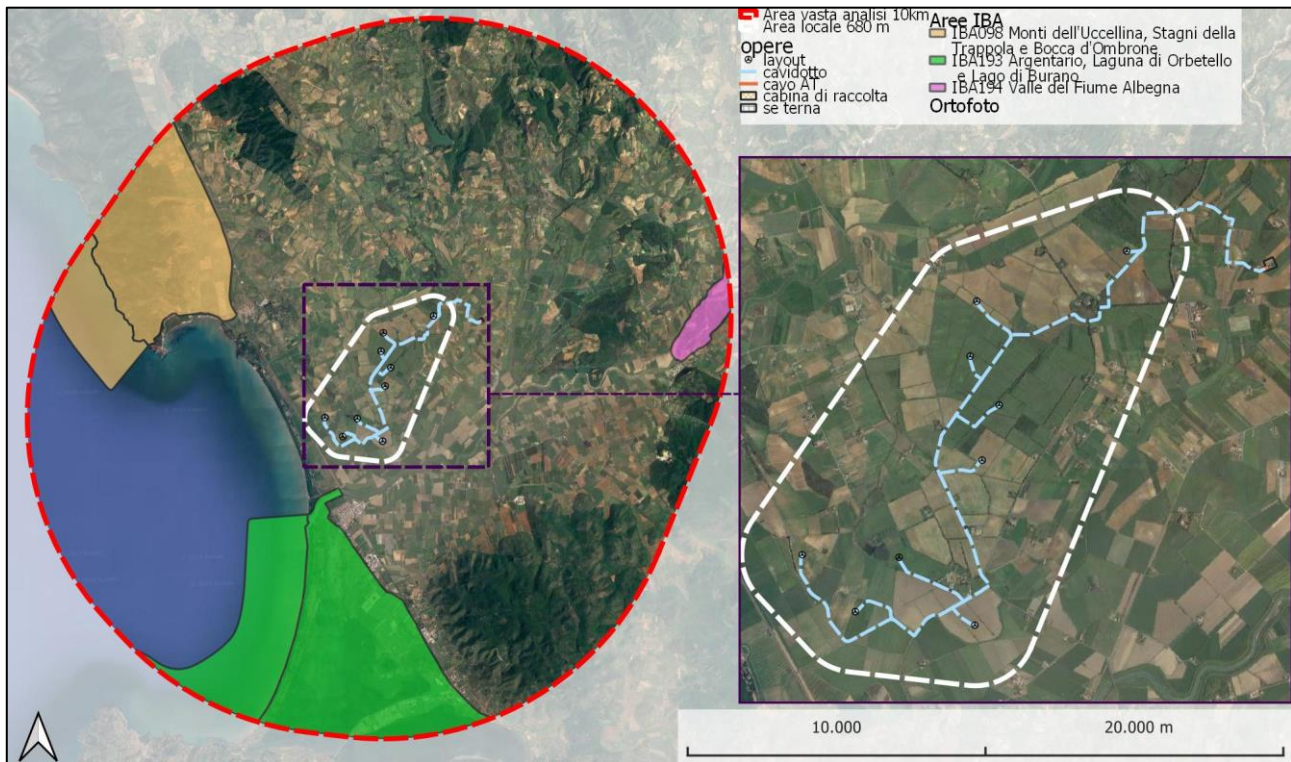 Area vasta analisi 10km
Area locale 680 m
opere
layout
cavidotto
cavo AT
cabina di raccolta
se terna
Aree IBA
IBA098 Monti dell'Uccellina, Stagni della
Trappola e Bocca d'Ombrone
IBA193 Argentario, Laguna di Orbetello
e Lago di Burano
IBA194 Valle del Fiume Albegna
Ortofoto
10.000
20.000 m